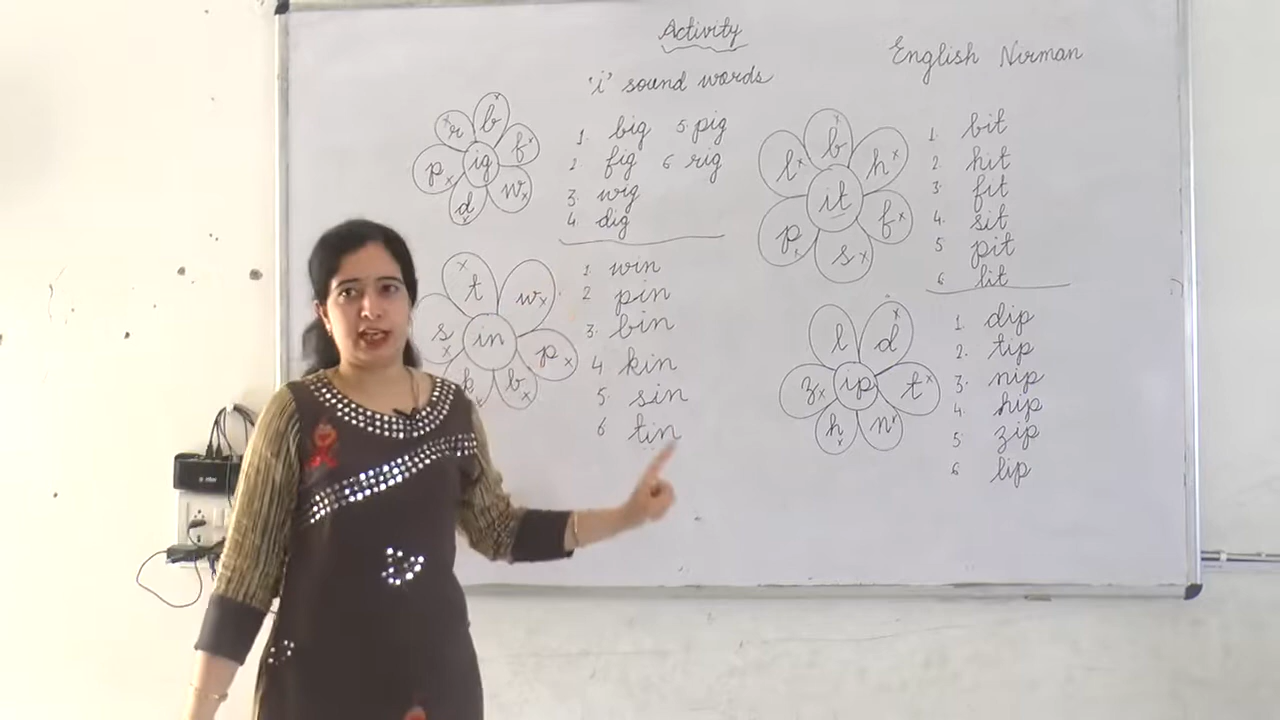 Activity
English Nirman
'i' sound words
r b f w d p ig
1. big 5. pig
2 fig 6 rig
3. wig
4. dig
l b h f s p it
1. bit
2 hit
3. fit
4. sit
5 pit
6 lit
t w p b k s in
1 win
2 pin
3. bin
4 kin
5. sin
6 tin
l d t n h z ip
1. dip
2. tip
3. nip
4. hip
5. zip
6 lip